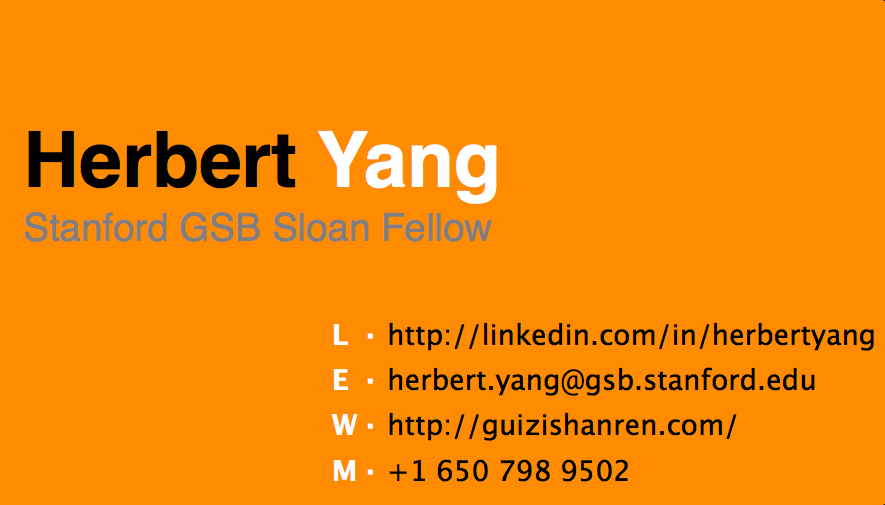 Herbert Yang
Stanford GSB Sloan Fellow
L · http://linkedin.com/in/herbertyang
E · herbert.yang@gsb.stanford.edu
W · http://guizishanren.com/
M · +1 650 798 9502